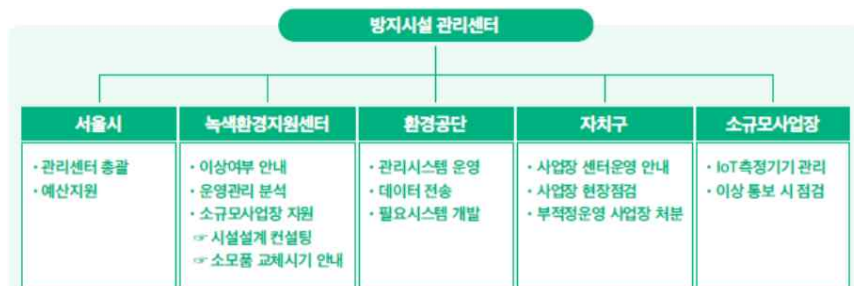 방지시설 관리센터
서울시
· 관리센터 총괄
· 예산지원
녹색환경지원센터
· 이상여부 안내
· 운영관리 분석
· 소규모사업장 지원
☞ 시설설계 컨설팅
☞ 소모품 교체시기 안내
환경공단
· 관리시스템 운영
· 데이터 전송
· 필요시스템 개발
자치구
· 사업장 센터운영 안내
· 사업장 현장점검
· 부적정운영 사업장 처분
소규모사업장
· IoT측정기기 관리
· 이상 통보 시 점검